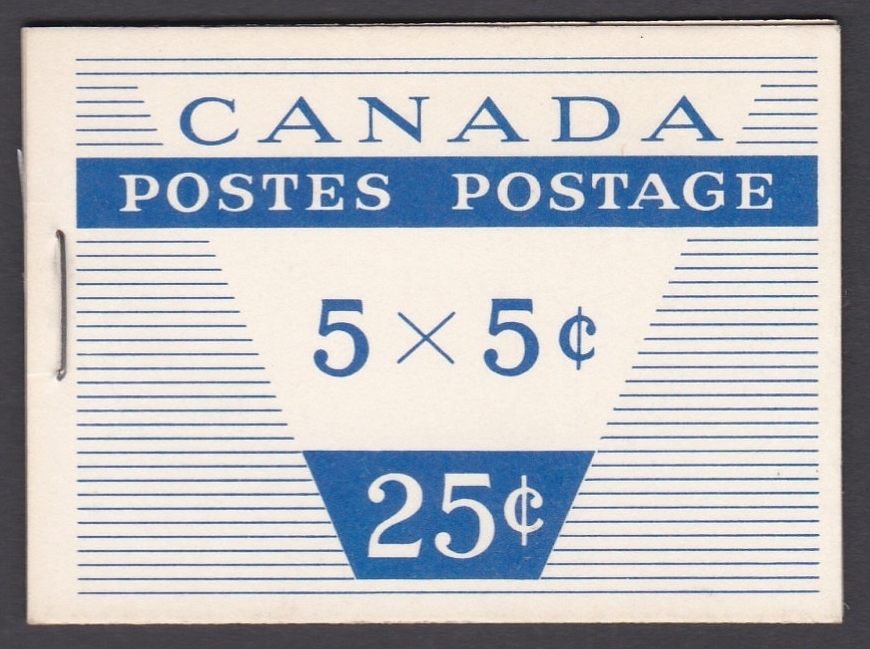 CANADA
POSTES POSTAGE
5 × 5¢
25¢